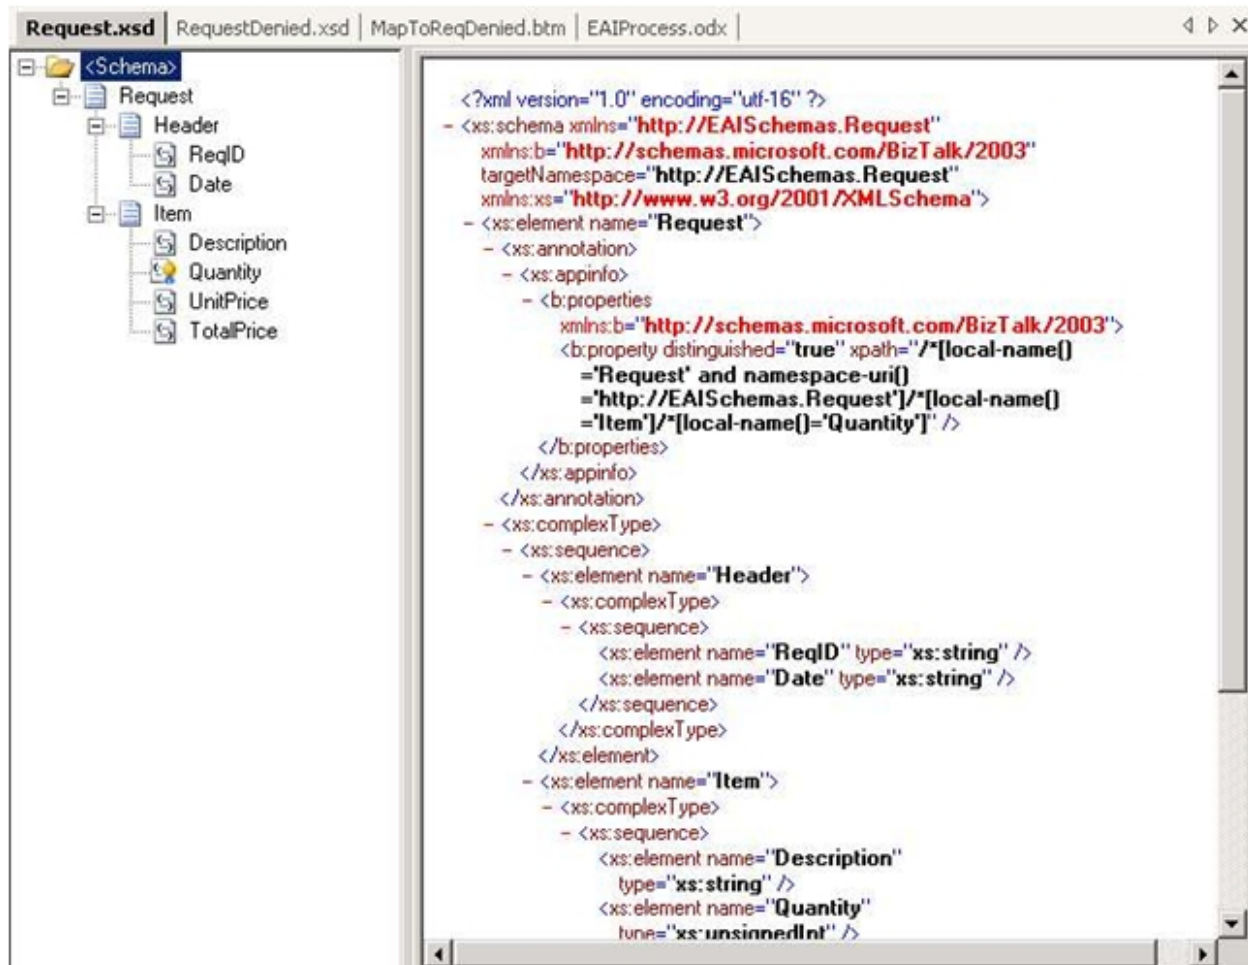 Request.xsd | RequestDenied.xsd | MapToReqDenied.btm | EAIProcess.odx |
<Schema>
Request
Header
ReqID
Date
Item
Description
Quantity
UnitPrice
TotalPrice
<?xml version="1.0" encoding="utf-16" ?>
- <xs:schema xmlns="http://EAISchemas.Request"
xmlns:b="http://schemas.microsoft.com/BizTalk/2003"
targetNamespace="http://EAISchemas.Request"
xmlns:xs="http://www.w3.org/2001/XMLSchema">
- <xs:element name="Request">
- <xs:annotation>
- <xs:appinfo>
- <b:properties
xmlns:b="http://schemas.microsoft.com/BizTalk/2003">
<b:property distinguished="true" xpath="/*[local-name()
='Request' and namespace-uri()
='http://EAISchemas.Request']/*[local-name()
='Item']/*[local-name()='Quantity']" />
</b:properties>
</xs:appinfo>
</xs:annotation>
- <xs:complexType>
- <xs:sequence>
- <xs:element name="Header">
- <xs:complexType>
- <xs:sequence>
<xs:element name="ReqID" type="xs:string" />
<xs:element name="Date" type="xs:string" />
</xs:sequence>
</xs:complexType>
</xs:element>
- <xs:element name="Item">
- <xs:complexType>
- <xs:sequence>
<xs:element name="Description"
type="xs:string" />
<xs:element name="Quantity"
type="xs:unsignedInt" />